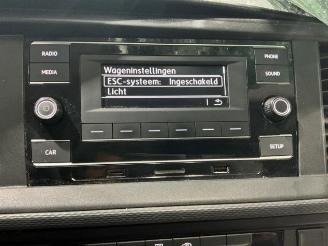 RADIO
PHONE
MEDIA
SOUND
Wageninstellingen
ESC-systeem: Ingeschakeld
Licht
CAR
SETUP